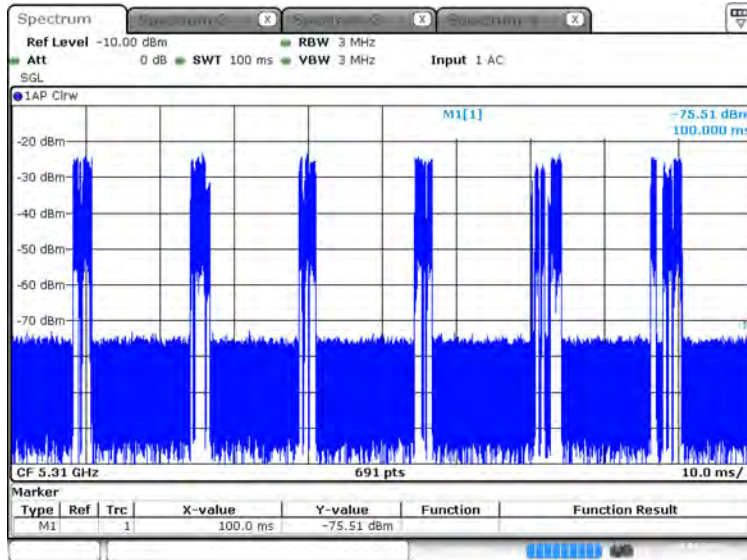 Spectrum
Ref Level -10.00 dBm RBW 3 MHz
Att 0 dB SWT 100 ms VBW 3 MHz Input 1 AC
SGL
1AP Clrw
M1[1] -75.51 dBm
100.000 ms
-20 dBm
-30 dBm
-40 dBm
-50 dBm
-60 dBm
-70 dBm
CF 5.31 GHz 691 pts 10.0 ms/
Marker
Type Ref Trc X-value Y-value Function Function Result
M1 1 100.0 ms -75.51 dBm